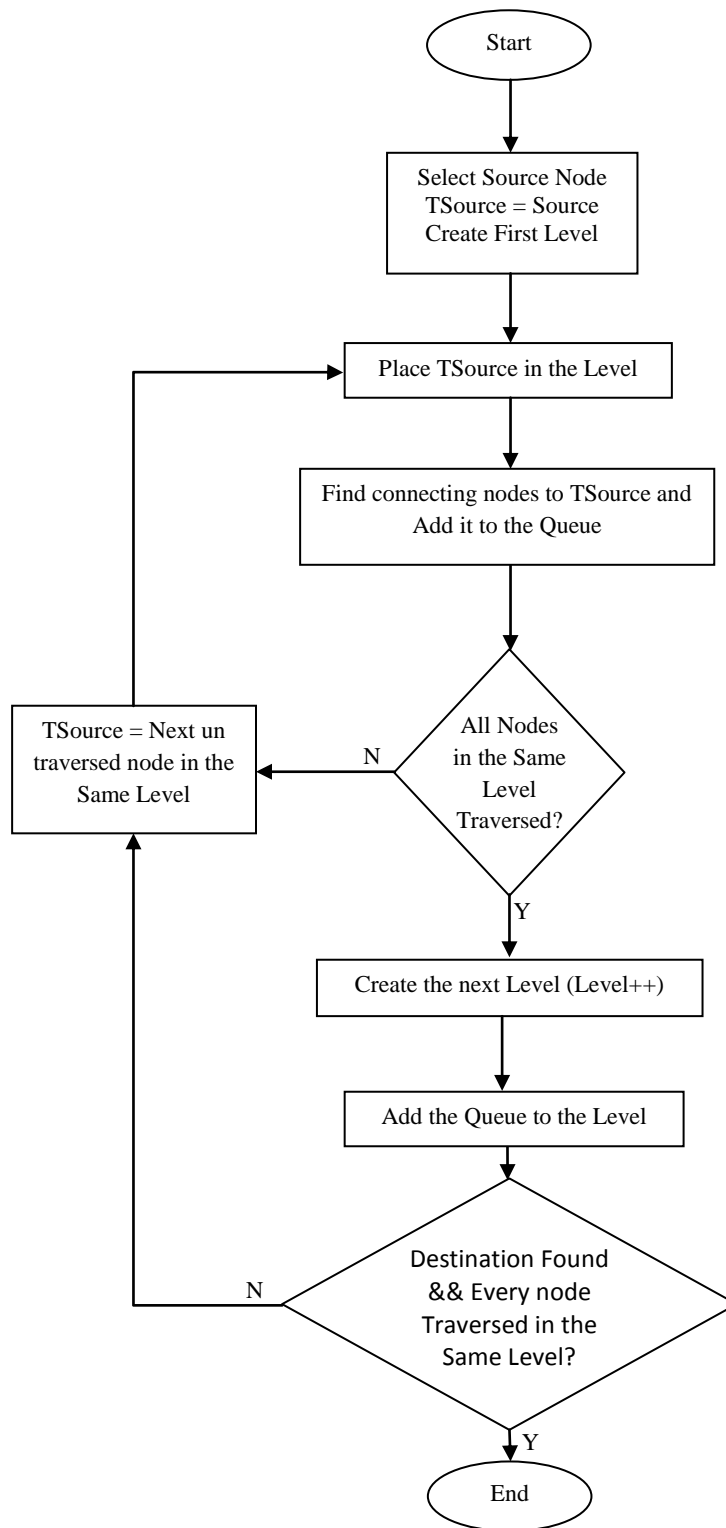 Start
Select Source Node
TSource = Source
Create First Level
Place TSource in the Level
Find connecting nodes to TSource and
Add it to the Queue
All Nodes
in the Same
Level
Traversed?
N
TSource = Next un
traversed node in the
Same Level
Y
Create the next Level (Level++)
Add the Queue to the Level
Destination Found
&& Every node
Traversed in the
Same Level?
N
Y
End